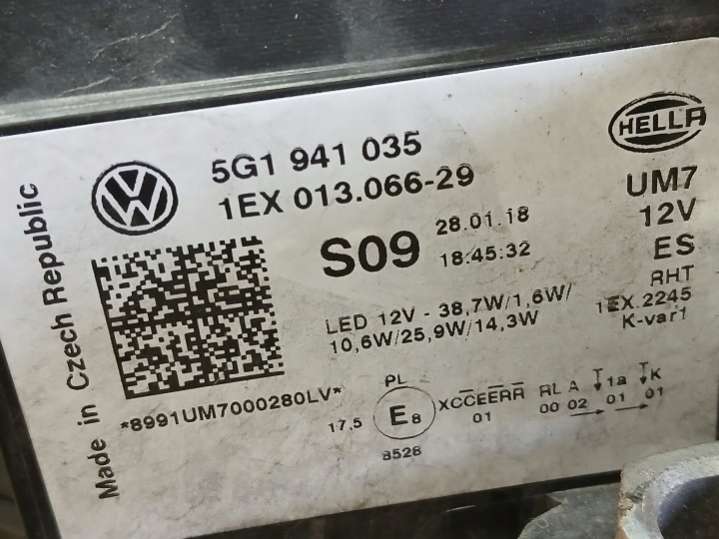 Made in Czech Republic
5G1 941 035
1EX 013.066-29
S09
28.01.18
18:45:32
LED 12V - 38,7W/1,6W/
10,6W/25,9W/14,3W
HELLA
UM7
12V
ES
RHT
1EX.2245
K-var1
*8991UM7000280LV*
PL
17,5 E8 XCCEERR RL A 1a K
01 00 02 01 01
8528